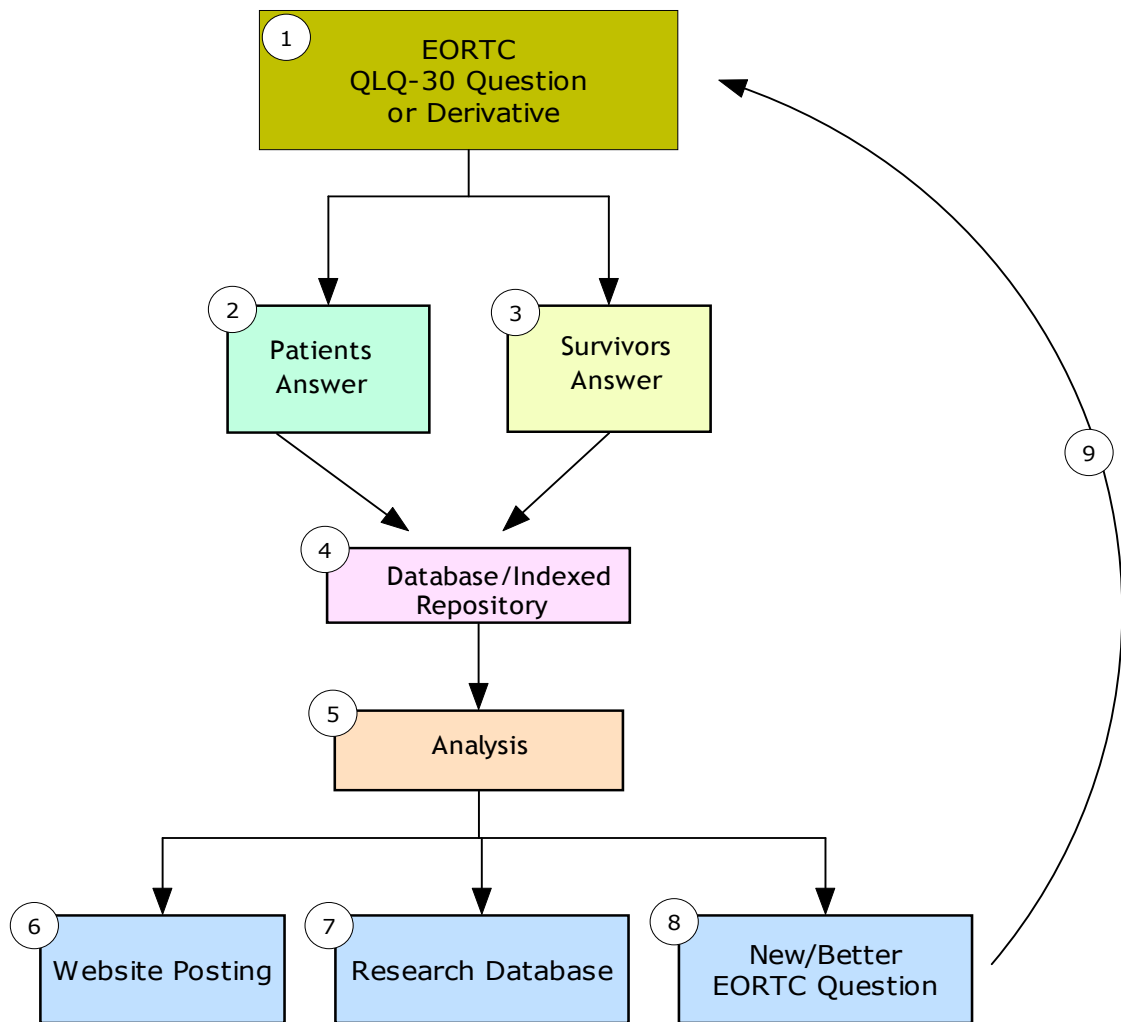 1
EORTC
QLQ-30 Question
or Derivative
2
Patients
Answer
3
Survivors
Answer
9
4
Database/Indexed
Repository
5
Analysis
6
Website Posting
7
Research Database
8
New/Better
EORTC Question